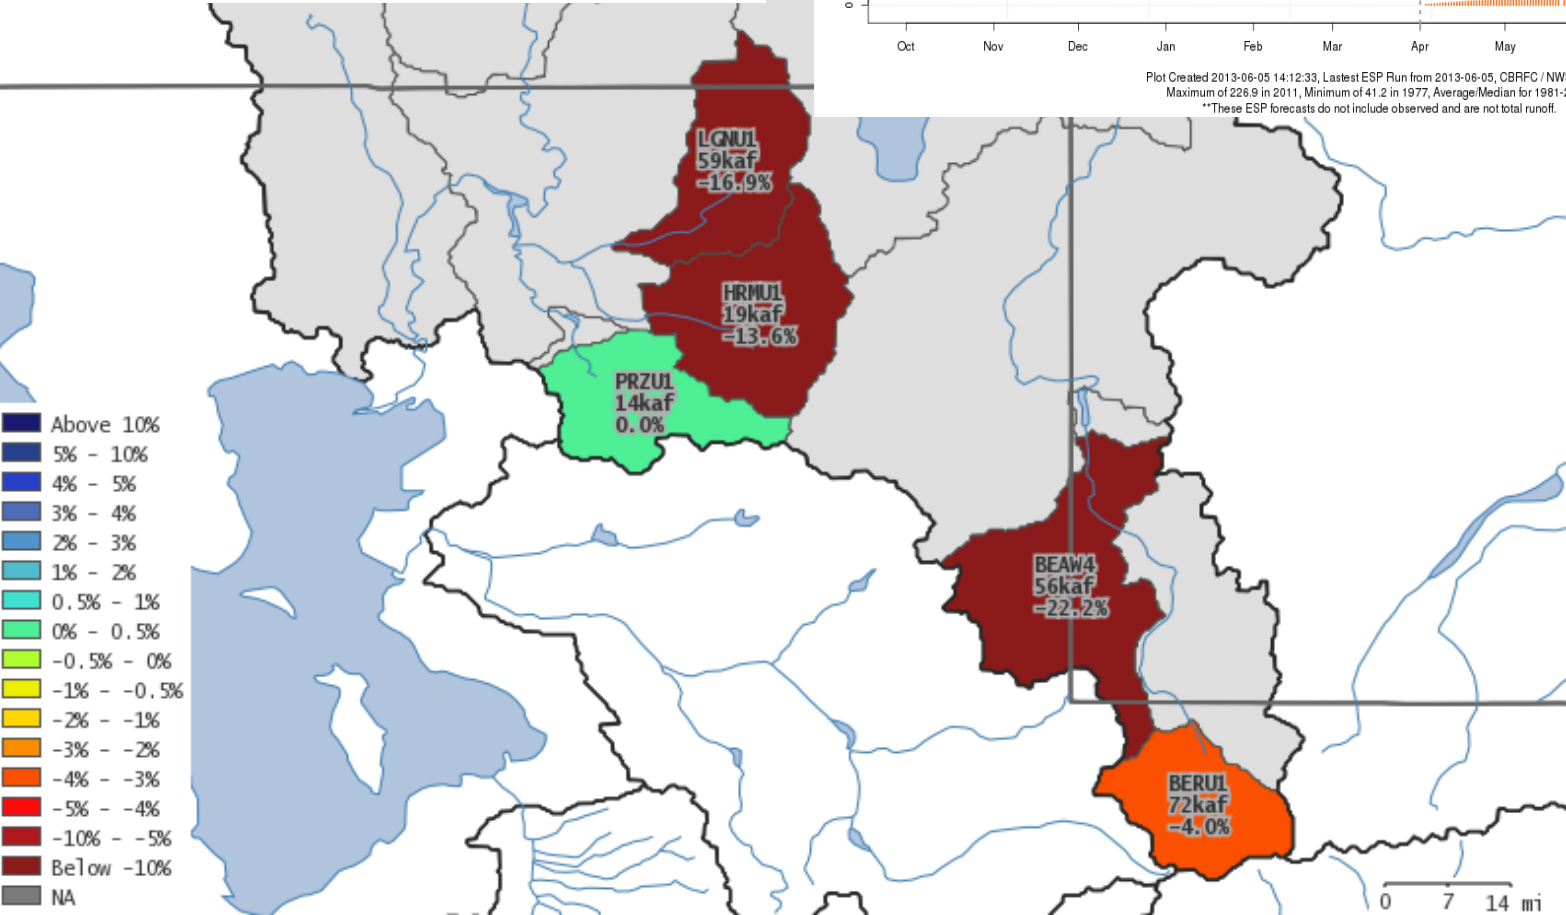 0
Oct Nov Dec Jan Feb Mar Apr May
Plot Created 2013-06-05 14:12:33, Lastest ESP Run from 2013-06-05, CBRFC / NW
Maximum of 226.9 in 2011, Minimum of 41.2 in 1977, Average/Median for 1981-
**These ESP forecasts do not include observed and are not total runoff.
LGNU1
59kaf
-16.9%
HRMU1
19kaf
-13.6%
PRZU1
14kaf
0.0%
BEAW4
56kaf
-22.2%
BERU1
72kaf
-4.0%
Above 10%
5% - 10%
4% - 5%
3% - 4%
2% - 3%
1% - 2%
0.5% - 1%
0% - 0.5%
-0.5% - 0%
-1% - -0.5%
-2% - -1%
-3% - -2%
-4% - -3%
-5% - -4%
-10% - -5%
Below -10%
NA
0 7 14 mi